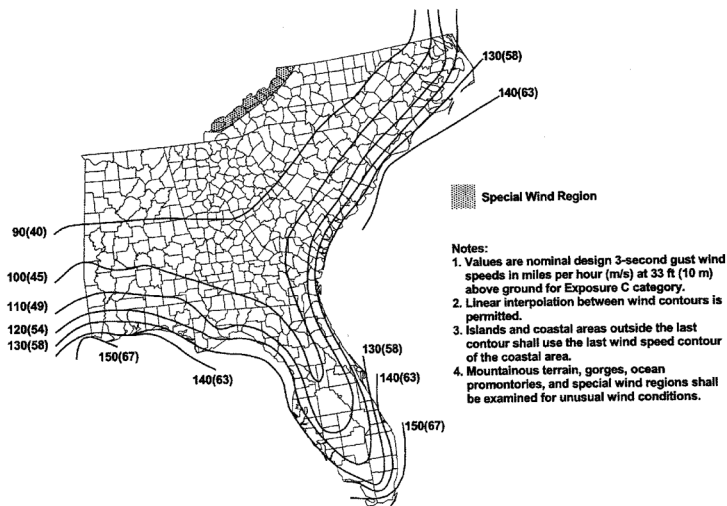 130(58)
140(63)
Special Wind Region
90(40)
100(45)
110(49)
120(54)
130(58)
150(67)
140(63)
130(58)
140(63)
150(67)
Notes:
1. Values are nominal design 3-second gust wind
speeds in miles per hour (m/s) at 33 ft (10 m)
above ground for Exposure C category.
2. Linear interpolation between wind contours is
permitted.
3. Islands and coastal areas outside the last
contour shall use the last wind speed contour
of the coastal area.
4. Mountainous terrain, gorges, ocean
promontories, and special wind regions shall
be examined for unusual wind conditions.